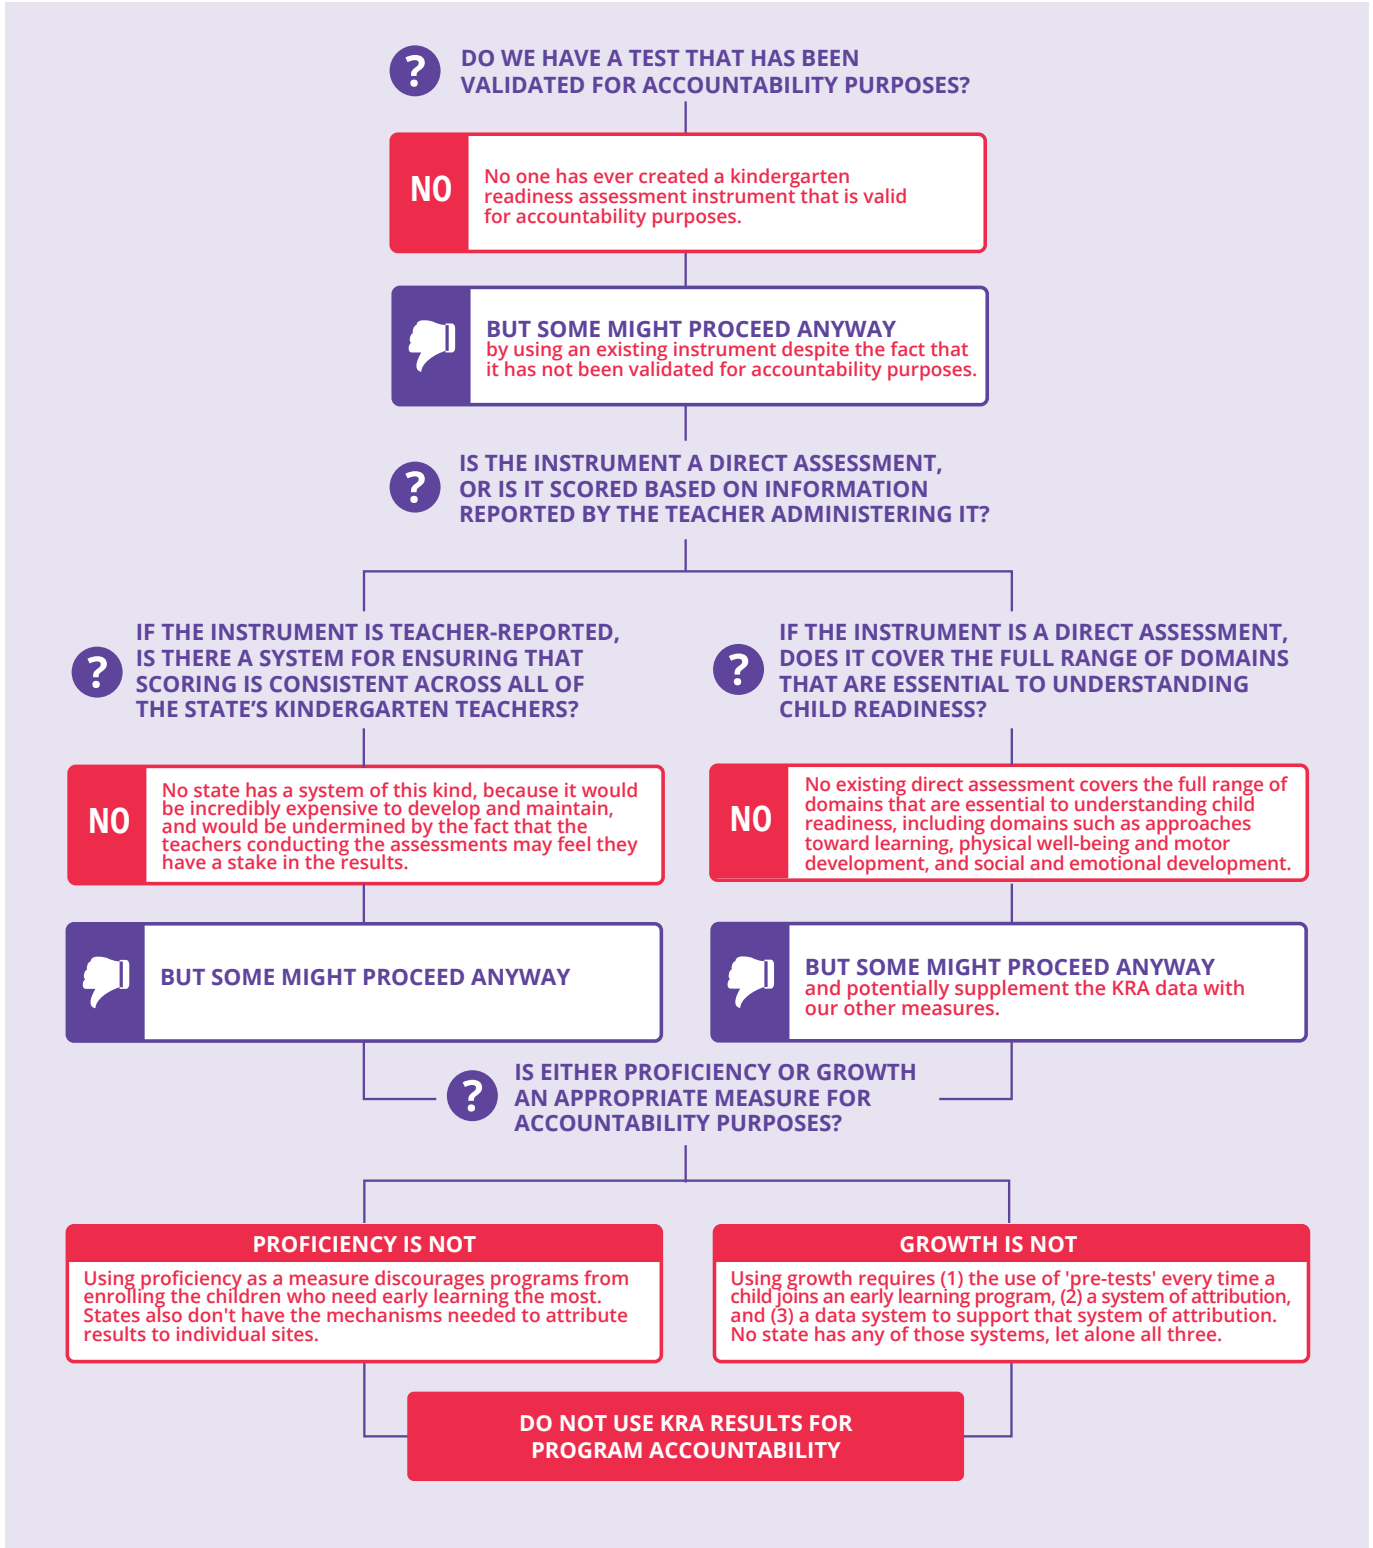 ?
DO WE HAVE A TEST THAT HAS BEEN
VALIDATED FOR ACCOUNTABILITY PURPOSES?
NO
No one has ever created a kindergarten
readiness assessment instrument that is valid
for accountability purposes.
BUT SOME MIGHT PROCEED ANYWAY
by using an existing instrument despite the fact that
it has not been validated for accountability purposes.
?
IS THE INSTRUMENT A DIRECT ASSESSMENT,
OR IS IT SCORED BASED ON INFORMATION
REPORTED BY THE TEACHER ADMINISTERING IT?
?
IF THE INSTRUMENT IS TEACHER-REPORTED,
IS THERE A SYSTEM FOR ENSURING THAT
SCORING IS CONSISTENT ACROSS ALL OF
THE STATE'S KINDERGARTEN TEACHERS?
NO
No state has a system of this kind, because it would
be incredibly expensive to develop and maintain,
and would be undermined by the fact that the
teachers conducting the assessments may feel they
have a stake in the results.
BUT SOME MIGHT PROCEED ANYWAY
?
IF THE INSTRUMENT IS A DIRECT ASSESSMENT,
DOES IT COVER THE FULL RANGE OF DOMAINS
THAT ARE ESSENTIAL TO UNDERSTANDING
CHILD READINESS?
NO
No existing direct assessment covers the full range of
domains that are essential to understanding child
readiness, including domains such as approaches
toward learning, physical well-being and motor
development, and social and emotional development.
BUT SOME MIGHT PROCEED ANYWAY
and potentially supplement the KRA data with
our other measures.
?
IS EITHER PROFICIENCY OR GROWTH
AN APPROPRIATE MEASURE FOR
ACCOUNTABILITY PURPOSES?
PROFICIENCY IS NOT
Using proficiency as a measure discourages programs from
enrolling the children who need early learning the most.
States also don't have the mechanisms needed to attribute
results to individual sites.
GROWTH IS NOT
Using growth requires (1) the use of 'pre-tests' every time a
child joins an early learning program, (2) a system of attribution,
and (3) a data system to support that system of attribution.
No state has any of those systems, let alone all three.
DO NOT USE KRA RESULTS FOR
PROGRAM ACCOUNTABILITY